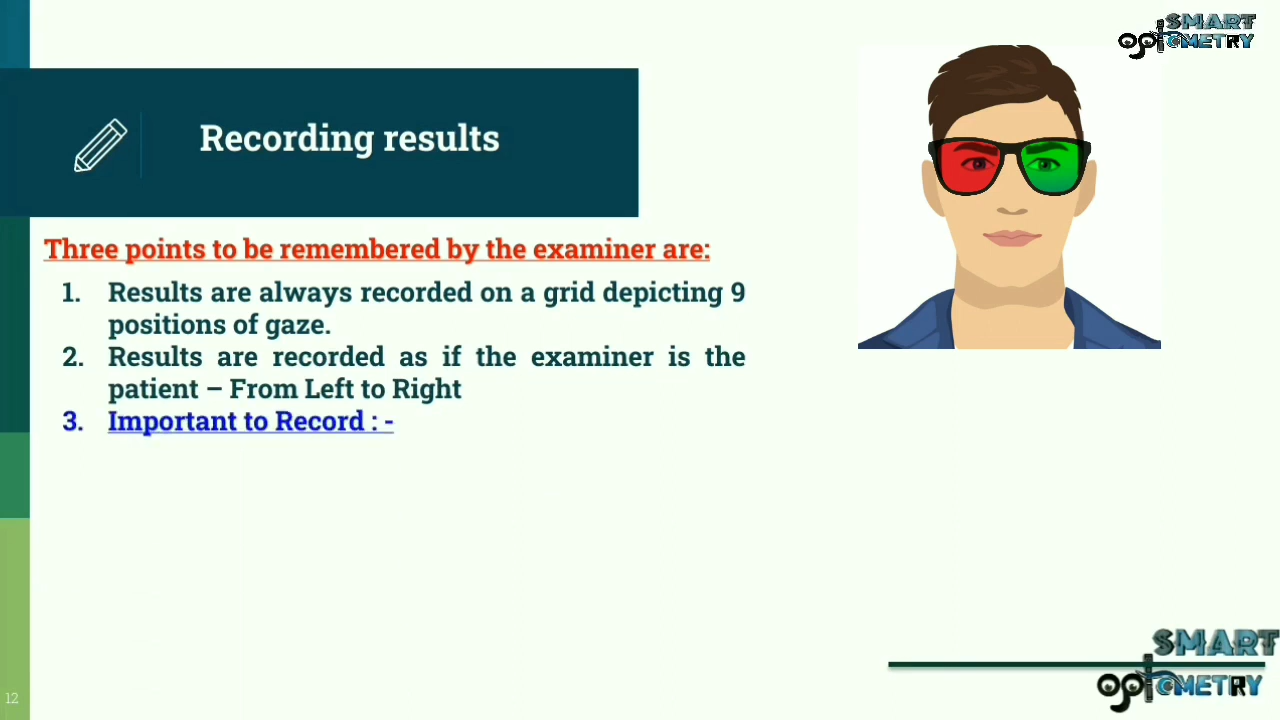 SMART
optOMETRY
Recording results
Three points to be remembered by the examiner are:
1. Results are always recorded on a grid depicting 9
positions of gaze.
2. Results are recorded as if the examiner is the
patient – From Left to Right
3. Important to Record : -
SMART
optOMETRY
12